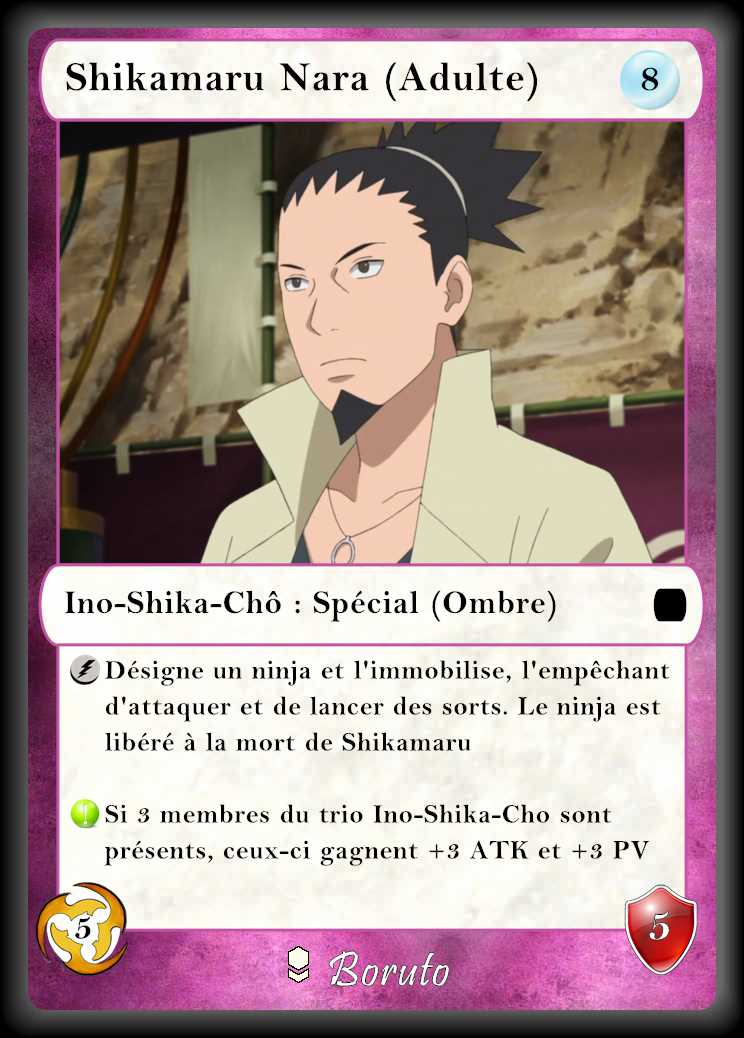 Shikamaru Nara (Adulte)
8
Ino-Shika-Chô : Spécial (Ombre)
Désigne un ninja et l'immobilise, l'empêchant
d'attaquer et de lancer des sorts. Le ninja est
libéré à la mort de Shikamaru
Si 3 membres du trio Ino-Shika-Cho sont
présents, ceux-ci gagnent +3 ATK et +3 PV
5
5
Boruto